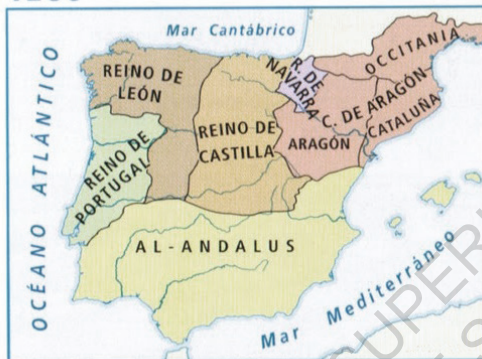 Mar Cantábrico
OCÉANO ATLÁNTICO
REINO DE
LEÓN
R. DE
NAVARRA
OCCITANIA
C. DE ARAGÓN
CATALUÑA
ARAGÓN
REINO DE
CASTILLA
REINO DE
PORTUGAL
AL-ANDALUS
Mar Mediterráneo